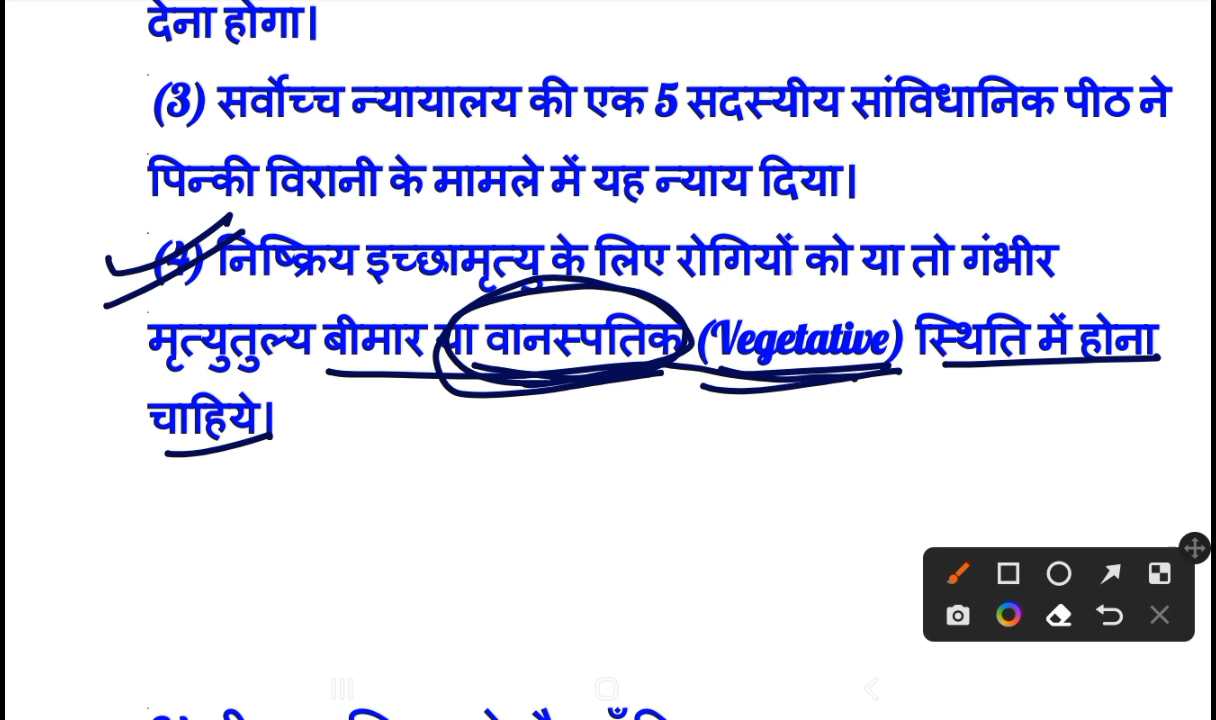 देना होगा।
(3) सर्वोच्च न्यायालय की एक 5 सदस्यीय सांविधानिक पीठ ने
पिन्की विरानी के मामले में यह न्याय दिया।
(4) निष्क्रिय इच्छामृत्यु के लिए रोगियों को या तो गंभीर
मृत्युतुल्य बीमार या वानस्पतिक (Vegetative) स्थिति में होना
चाहिये।